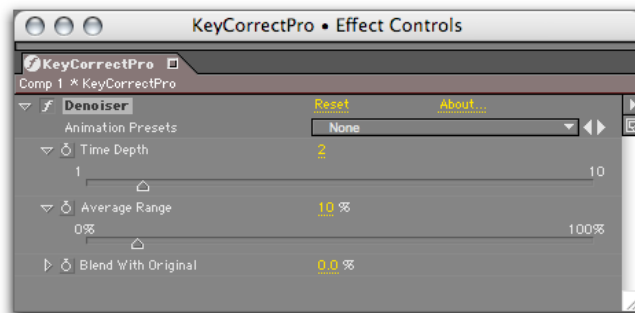 KeyCorrectPro • Effect Controls
KeyCorrectPro
Comp 1 * KeyCorrectPro
f Denoiser Reset About...
Animation Presets None
Time Depth 2
1 10
Average Range 10 %
0% 100%
Blend With Original 0.0 %